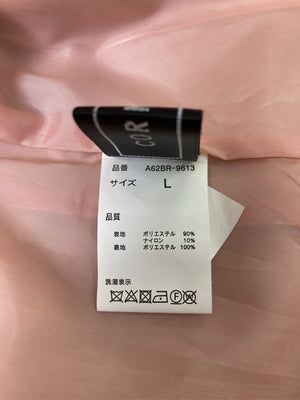 COR
品番 A62BR-9613
サイズ L
品質
表地 ポリエステル 90%
ナイロン 10%
裏地 ポリエステル 100%
洗濯表示